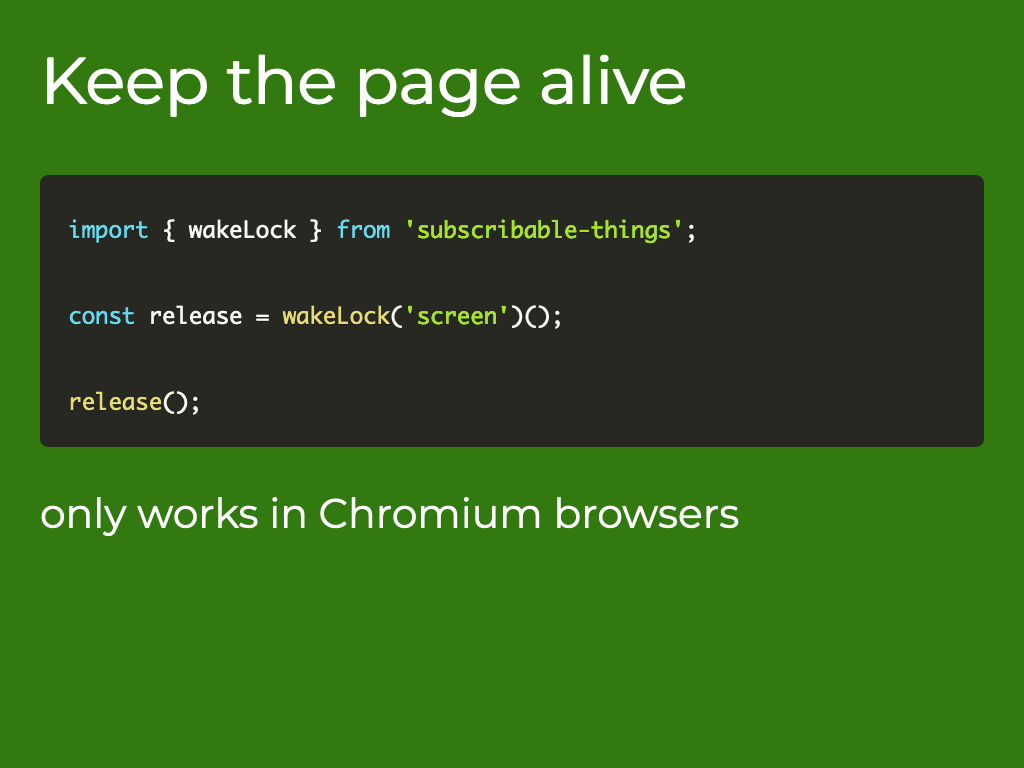 Keep the page alive
import { wakeLock } from 'subscribable-things';
const release = wakeLock('screen')();
release();
only works in Chromium browsers